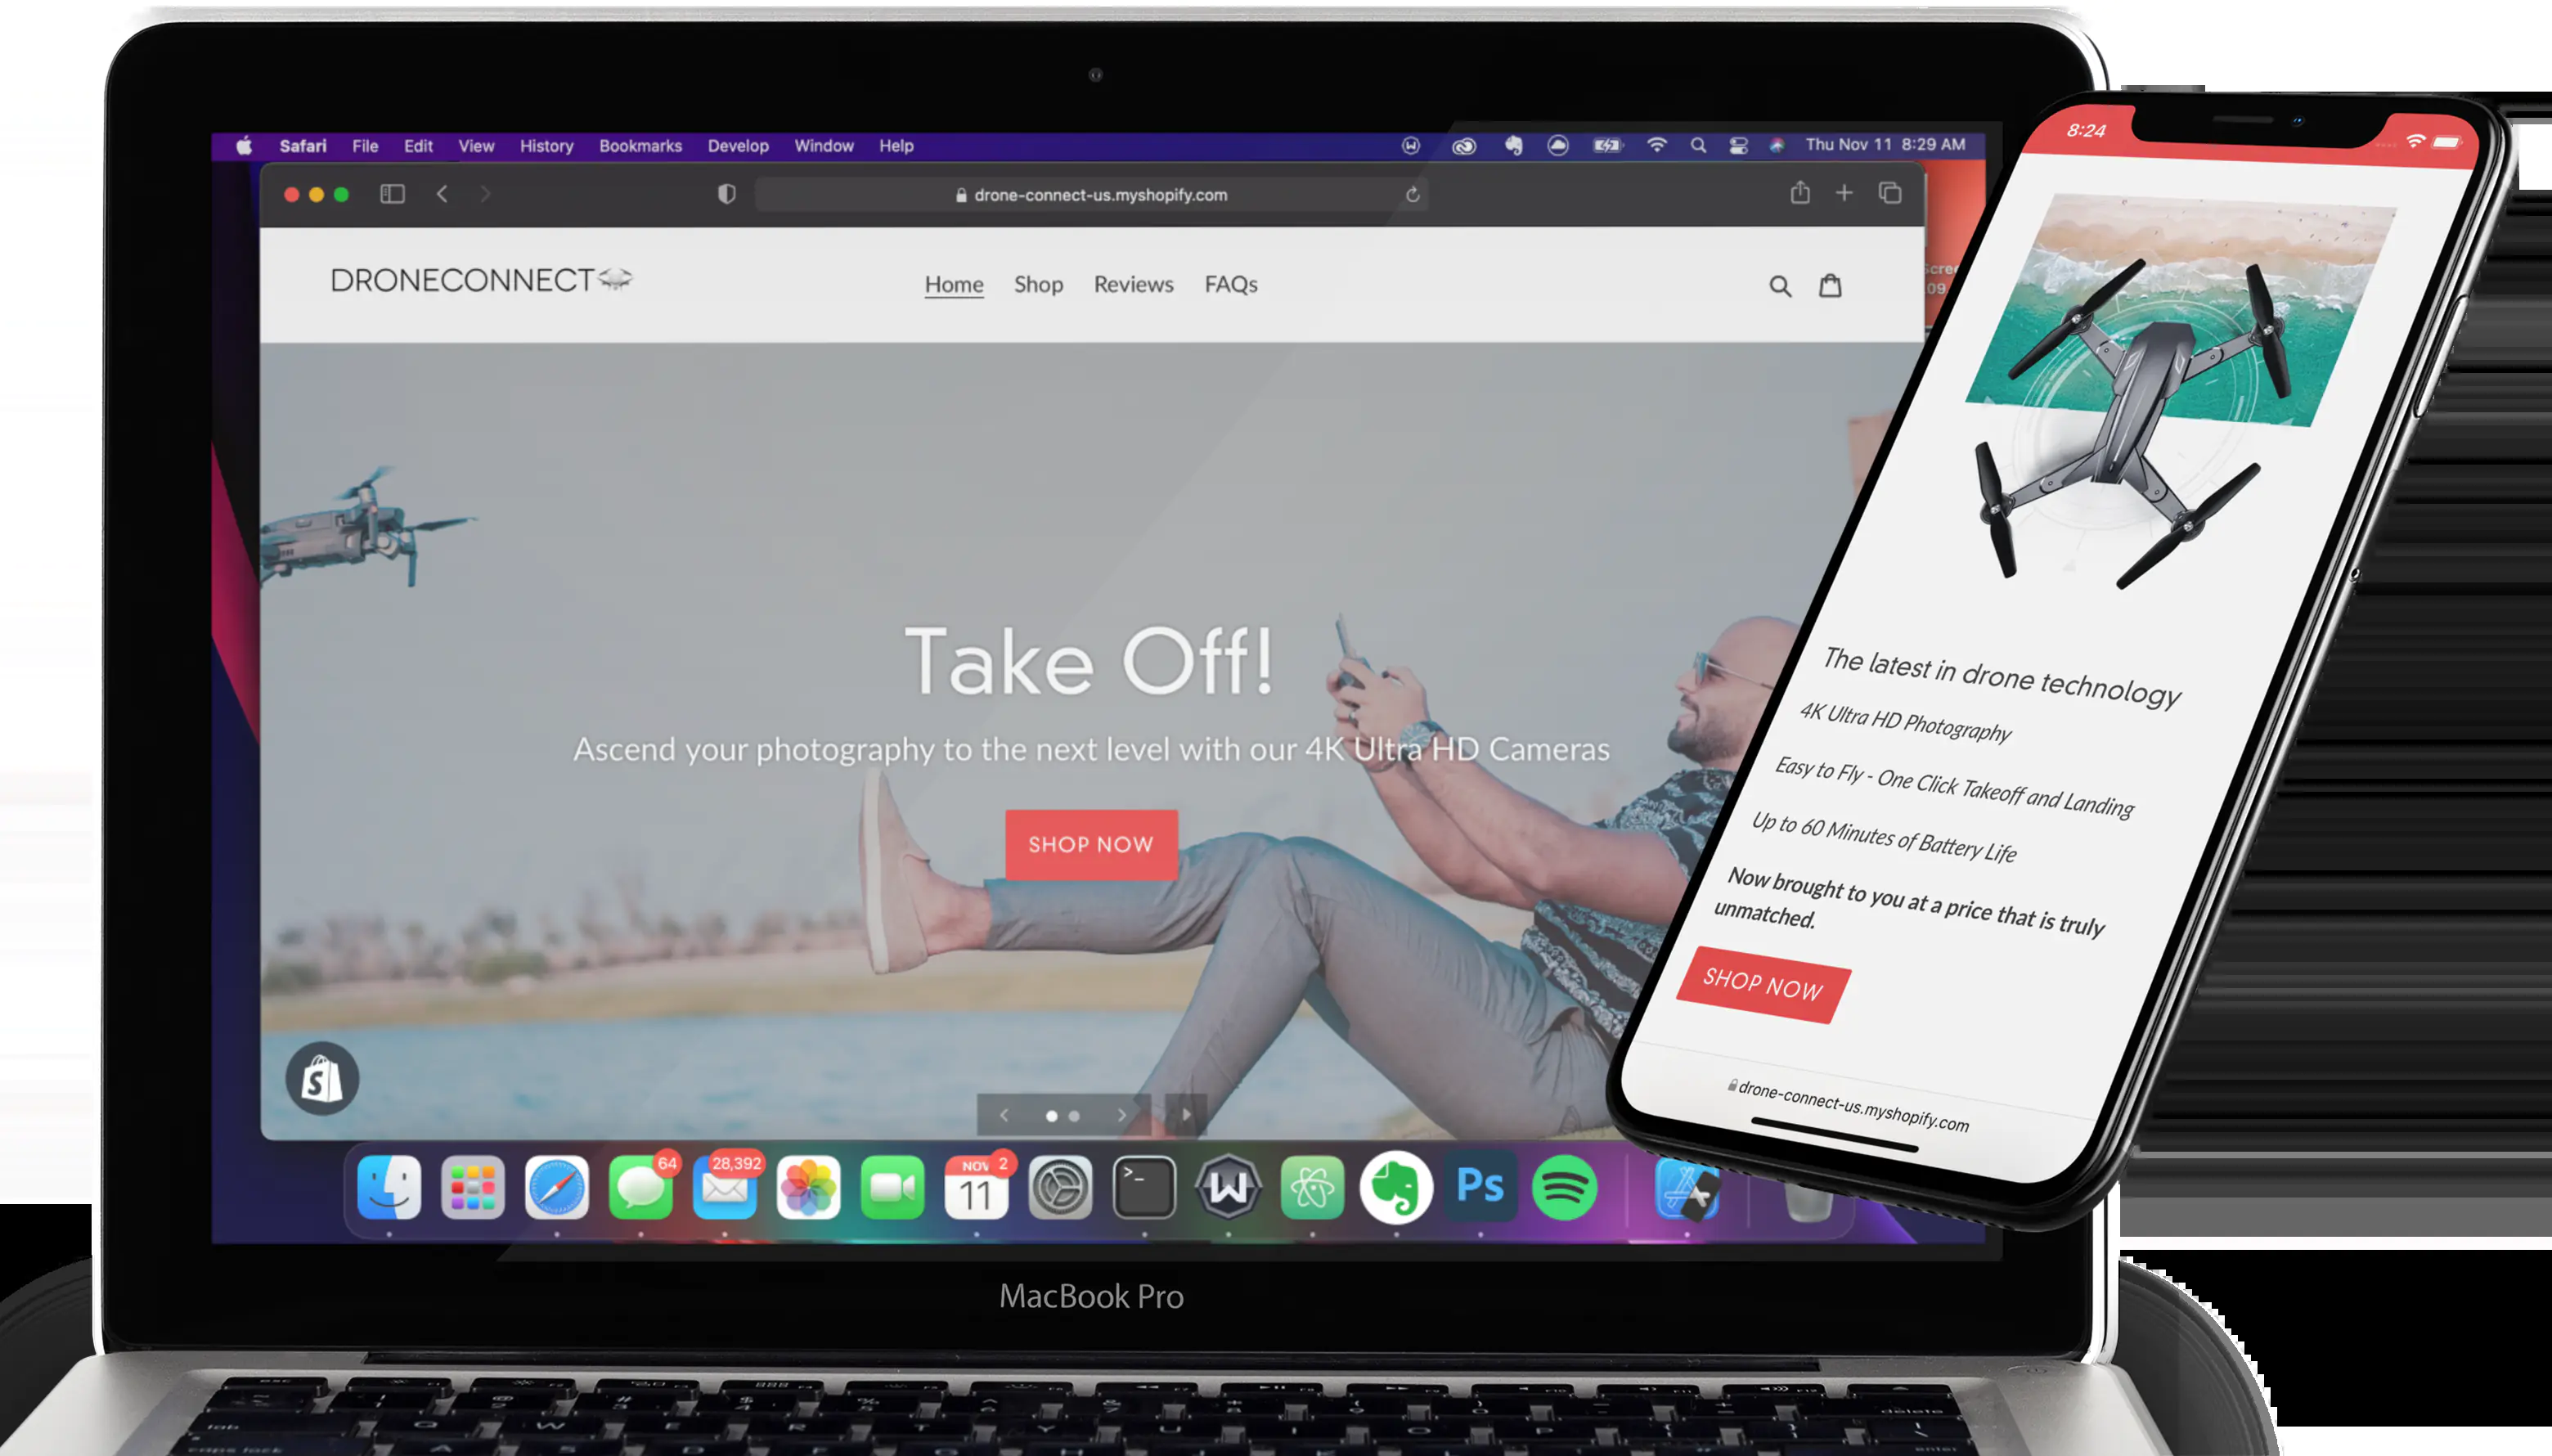 Safari File Edit View History Bookmarks Develop Window Help
Thu Nov 11 8:29 AM
drone-connect-us.myshopify.com
DRONECONNECT
Home Shop Reviews FAQs
Take Off!
Ascend your photography to the next level with our 4K Ultra HD Cameras
SHOP NOW
64
28,392
NOV 2
11
>_
W
Ps
MacBook Pro
8:24
The latest in drone technology
4K Ultra HD Photography
Easy to Fly - One Click Takeoff and Landing
Up to 60 Minutes of Battery Life
Now brought to you at a price that is truly
unmatched.
SHOP NOW
drone-connect-us.myshopify.com
tab Q W
delete
caps lock